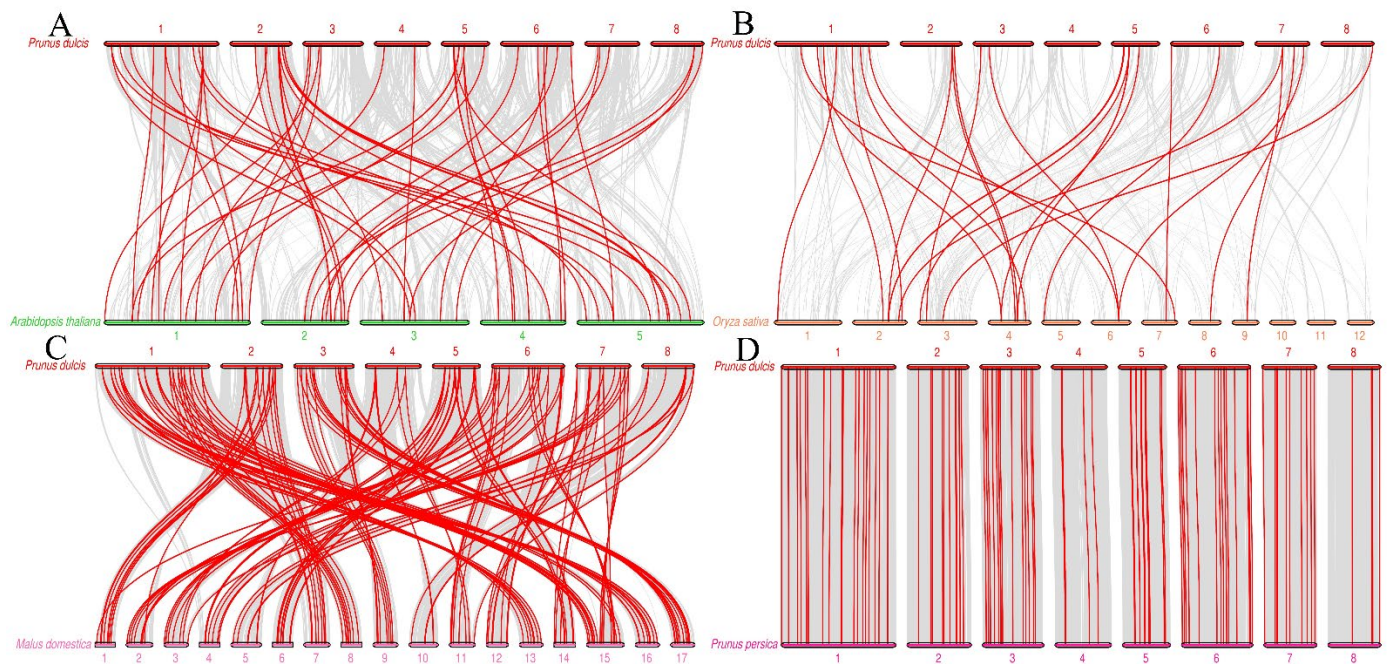 A
1 2 3 4 5 6 7 8
Prunus dulcis
Arabidopsis thaliana
1 2 3 4 5
B
1 2 3 4 5 6 7 8
Prunus dulcis
Oryza sativa
1 2 3 4 5 6 7 8 9 10 11 12
C
1 2 3 4 5 6 7 8
Prunus dulcis
Malus domestica
1 2 3 4 5 6 7 8 9 10 11 12 13 14 15 16 17
D
1 2 3 4 5 6 7 8
Prunus dulcis
Prunus persica
1 2 3 4 5 6 7 8